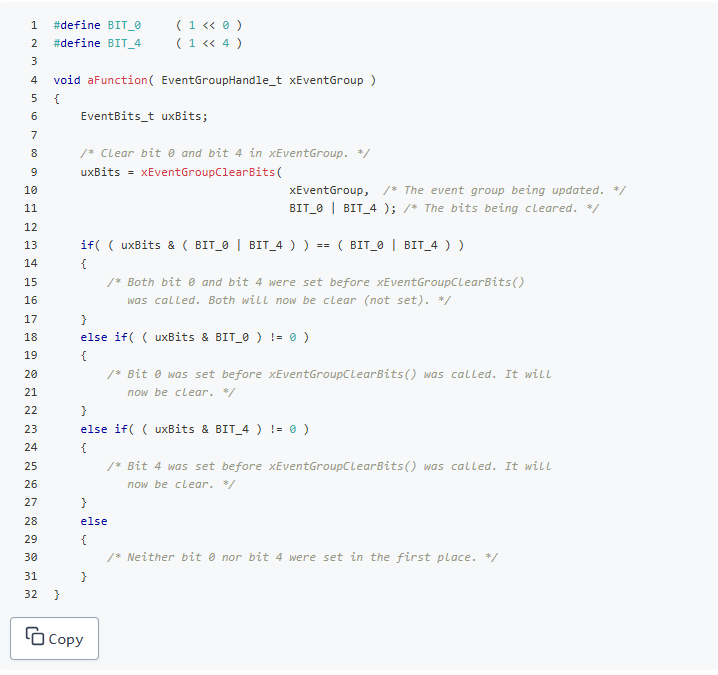 1 #define BIT_0     ( 1 << 0 )
2 #define BIT_4     ( 1 << 4 )
3
4 void aFunction( EventGroupHandle_t xEventGroup )
5 {
6     EventBits_t uxBits;
7
8     /* Clear bit 0 and bit 4 in xEventGroup. */
9     uxBits = xEventGroupClearBits(
10                                    xEventGroup,  /* The event group being updated. */
11                                    BIT_0 | BIT_4 ); /* The bits being cleared. */
12
13     if( ( uxBits & ( BIT_0 | BIT_4 ) ) == ( BIT_0 | BIT_4 ) )
14     {
15         /* Both bit 0 and bit 4 were set before xEventGroupClearBits()
16            was called. Both will now be clear (not set). */
17     }
18     else if( ( uxBits & BIT_0 ) != 0 )
19     {
20         /* Bit 0 was set before xEventGroupClearBits() was called. It will
21            now be clear. */
22     }
23     else if( ( uxBits & BIT_4 ) != 0 )
24     {
25         /* Bit 4 was set before xEventGroupClearBits() was called. It will
26            now be clear. */
27     }
28     else
29     {
30         /* Neither bit 0 nor bit 4 were set in the first place. */
31     }
32 }
Copy